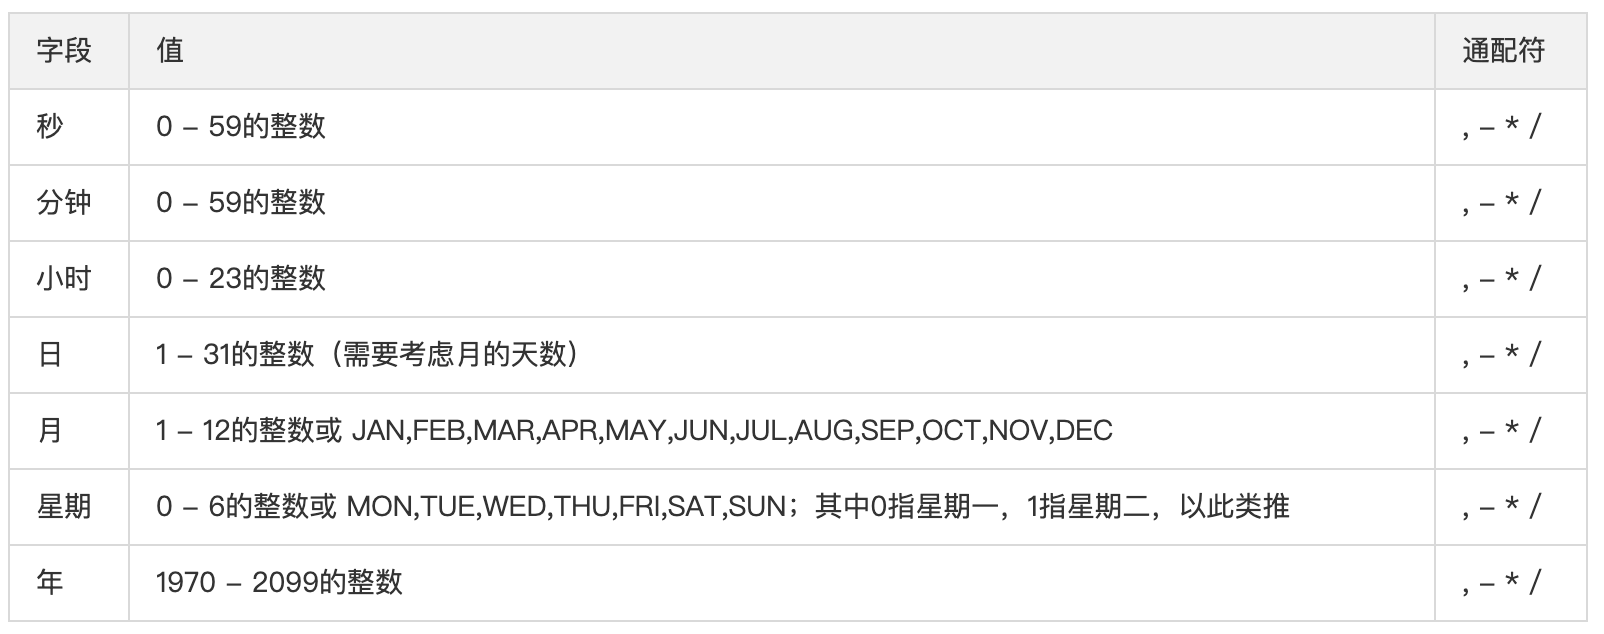 字段 值 通配符
秒 0 – 59的整数 , – * /
分钟 0 – 59的整数 , – * /
小时 0 – 23的整数 , – * /
日 1 – 31的整数（需要考虑月的天数） , – * /
月 1 – 12的整数或 JAN,FEB,MAR,APR,MAY,JUN,JUL,AUG,SEP,OCT,NOV,DEC , – * /
星期 0 – 6的整数或 MON,TUE,WED,THU,FRI,SAT,SUN；其中0指星期一，1指星期二，以此类推 , – * /
年 1970 – 2099的整数 , – * /